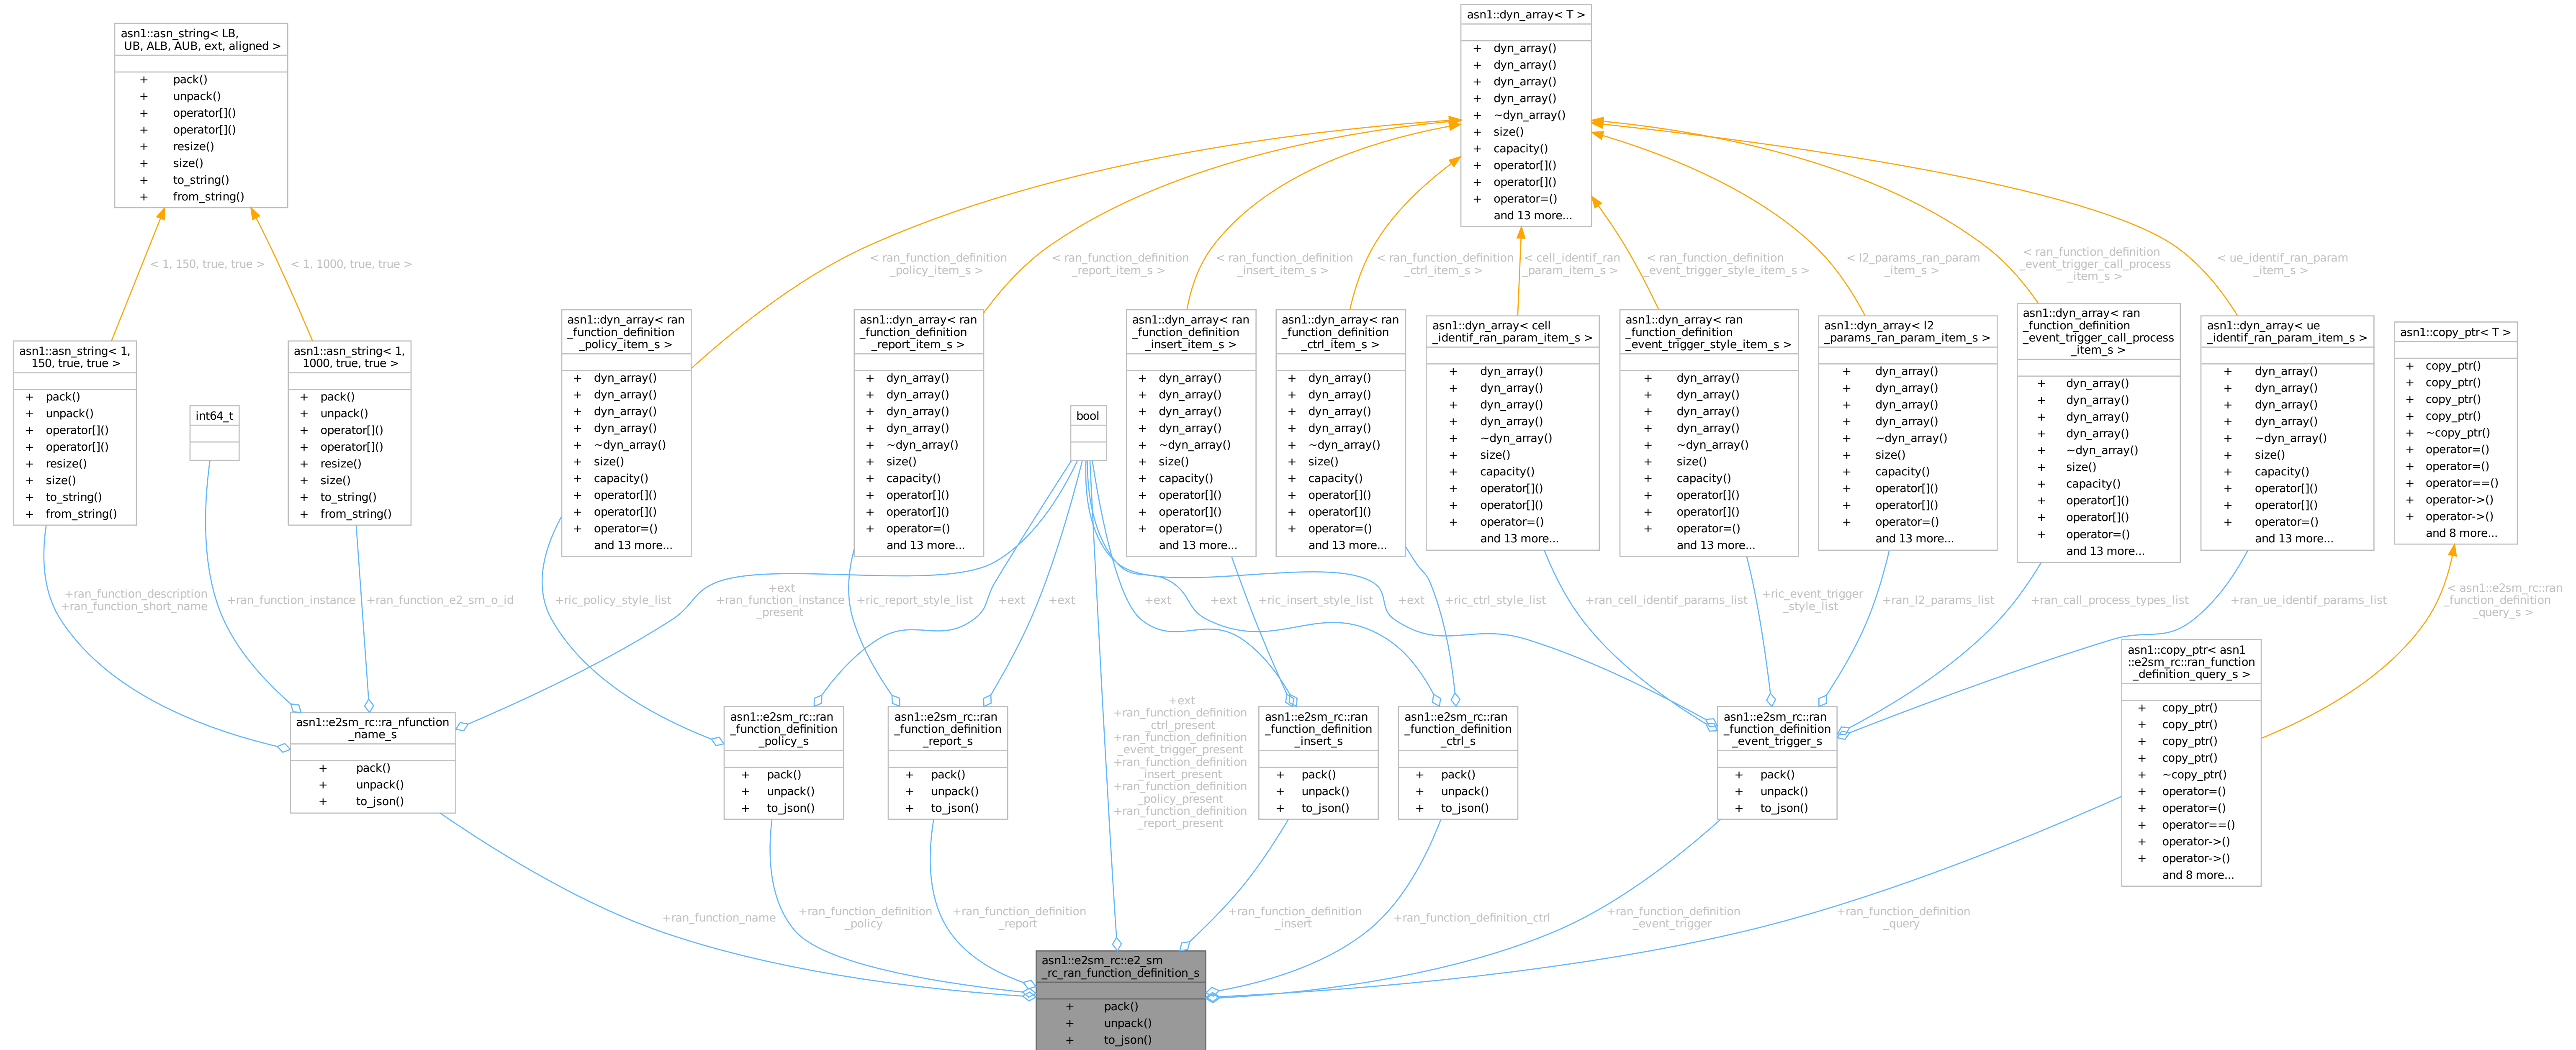 asn1::asn_string< LB,
UB, ALB, AUB, ext, aligned >
+ pack()
+ unpack()
+ operator[]()
+ operator[]()
+ resize()
+ size()
+ to_string()
+ from_string()
asn1::dyn_array< T >
+ dyn_array()
+ dyn_array()
+ dyn_array()
+ dyn_array()
+ ~dyn_array()
+ size()
+ capacity()
+ operator[]()
+ operator[]()
+ operator=()
and 13 more...
< 1, 150, true, true >
< 1, 1000, true, true >
< ran_function_definition
_policy_item_s >
< ran_function_definition
_report_item_s >
< ran_function_definition
_insert_item_s >
< ran_function_definition
_ctrl_item_s >
< cell_identif_ran
_param_item_s >
< ran_function_definition
_event_trigger_style_item_s >
< l2_params_ran_param
_item_s >
< ran_function_definition
_event_trigger_call_process
_item_s >
< ue_identif_ran_param
_item_s >
asn1::asn_string< 1,
150, true, true >
+ pack()
+ unpack()
+ operator[]()
+ operator[]()
+ resize()
+ size()
+ to_string()
+ from_string()
int64_t
asn1::asn_string< 1,
1000, true, true >
+ pack()
+ unpack()
+ operator[]()
+ operator[]()
+ resize()
+ size()
+ to_string()
+ from_string()
asn1::dyn_array< ran
_function_definition
_policy_item_s >
+ dyn_array()
+ dyn_array()
+ dyn_array()
+ dyn_array()
+ ~dyn_array()
+ size()
+ capacity()
+ operator[]()
+ operator[]()
+ operator=()
and 13 more...
asn1::dyn_array< ran
_function_definition
_report_item_s >
+ dyn_array()
+ dyn_array()
+ dyn_array()
+ dyn_array()
+ ~dyn_array()
+ size()
+ capacity()
+ operator[]()
+ operator[]()
+ operator=()
and 13 more...
bool
asn1::dyn_array< ran
_function_definition
_insert_item_s >
+ dyn_array()
+ dyn_array()
+ dyn_array()
+ dyn_array()
+ ~dyn_array()
+ size()
+ capacity()
+ operator[]()
+ operator[]()
+ operator=()
and 13 more...
asn1::dyn_array< ran
_function_definition
_ctrl_item_s >
+ dyn_array()
+ dyn_array()
+ dyn_array()
+ dyn_array()
+ ~dyn_array()
+ size()
+ capacity()
+ operator[]()
+ operator[]()
+ operator=()
and 13 more...
asn1::dyn_array< cell
_identif_ran_param_item_s >
+ dyn_array()
+ dyn_array()
+ dyn_array()
+ dyn_array()
+ ~dyn_array()
+ size()
+ capacity()
+ operator[]()
+ operator[]()
+ operator=()
and 13 more...
asn1::dyn_array< ran
_function_definition
_event_trigger_style_item_s >
+ dyn_array()
+ dyn_array()
+ dyn_array()
+ dyn_array()
+ ~dyn_array()
+ size()
+ capacity()
+ operator[]()
+ operator[]()
+ operator=()
and 13 more...
asn1::dyn_array< l2
_params_ran_param_item_s >
+ dyn_array()
+ dyn_array()
+ dyn_array()
+ dyn_array()
+ ~dyn_array()
+ size()
+ capacity()
+ operator[]()
+ operator[]()
+ operator=()
and 13 more...
asn1::dyn_array< ran
_function_definition
_event_trigger_call_process
_item_s >
+ dyn_array()
+ dyn_array()
+ dyn_array()
+ dyn_array()
+ ~dyn_array()
+ size()
+ capacity()
+ operator[]()
+ operator[]()
+ operator=()
and 13 more...
asn1::dyn_array< ue
_identif_ran_param_item_s >
+ dyn_array()
+ dyn_array()
+ dyn_array()
+ dyn_array()
+ ~dyn_array()
+ size()
+ capacity()
+ operator[]()
+ operator[]()
+ operator=()
and 13 more...
asn1::copy_ptr< T >
+ copy_ptr()
+ copy_ptr()
+ copy_ptr()
+ copy_ptr()
+ ~copy_ptr()
+ operator=()
+ operator=()
+ operator==()
+ operator->()
+ operator->()
and 8 more...
+ran_function_description
+ran_function_short_name
+ran_function_instance
+ran_function_e2_sm_o_id
+ric_policy_style_list
+ext
+ran_function_instance
_present
+ric_report_style_list
+ext
+ext
+ext
+ext
+ric_insert_style_list
+ext
+ric_ctrl_style_list
+ran_cell_identif_params_list
+ric_event_trigger
_style_list
+ran_l2_params_list
+ran_call_process_types_list
+ran_ue_identif_params_list
< asn1::e2sm_rc::ran
_function_definition
_query_s >
asn1::e2sm_rc::ra_nfunction
_name_s
+ pack()
+ unpack()
+ to_json()
asn1::e2sm_rc::ran
_function_definition
_policy_s
+ pack()
+ unpack()
+ to_json()
asn1::e2sm_rc::ran
_function_definition
_report_s
+ pack()
+ unpack()
+ to_json()
+ext
+ran_function_definition
_ctrl_present
+ran_function_definition
_event_trigger_present
+ran_function_definition
_insert_present
+ran_function_definition
_policy_present
+ran_function_definition
_report_present
asn1::e2sm_rc::ran
_function_definition
_insert_s
+ pack()
+ unpack()
+ to_json()
asn1::e2sm_rc::ran
_function_definition
_ctrl_s
+ pack()
+ unpack()
+ to_json()
asn1::e2sm_rc::ran
_function_definition
_event_trigger_s
+ pack()
+ unpack()
+ to_json()
asn1::copy_ptr< asn1
::e2sm_rc::ran_function
_definition_query_s >
+ copy_ptr()
+ copy_ptr()
+ copy_ptr()
+ copy_ptr()
+ ~copy_ptr()
+ operator=()
+ operator=()
+ operator==()
+ operator->()
+ operator->()
and 8 more...
+ran_function_name
+ran_function_definition
_policy
+ran_function_definition
_report
+ran_function_definition
_insert
+ran_function_definition_ctrl
+ran_function_definition
_event_trigger
+ran_function_definition
_query
asn1::e2sm_rc::e2_sm
_rc_ran_function_definition_s
+ pack()
+ unpack()
+ to_json()